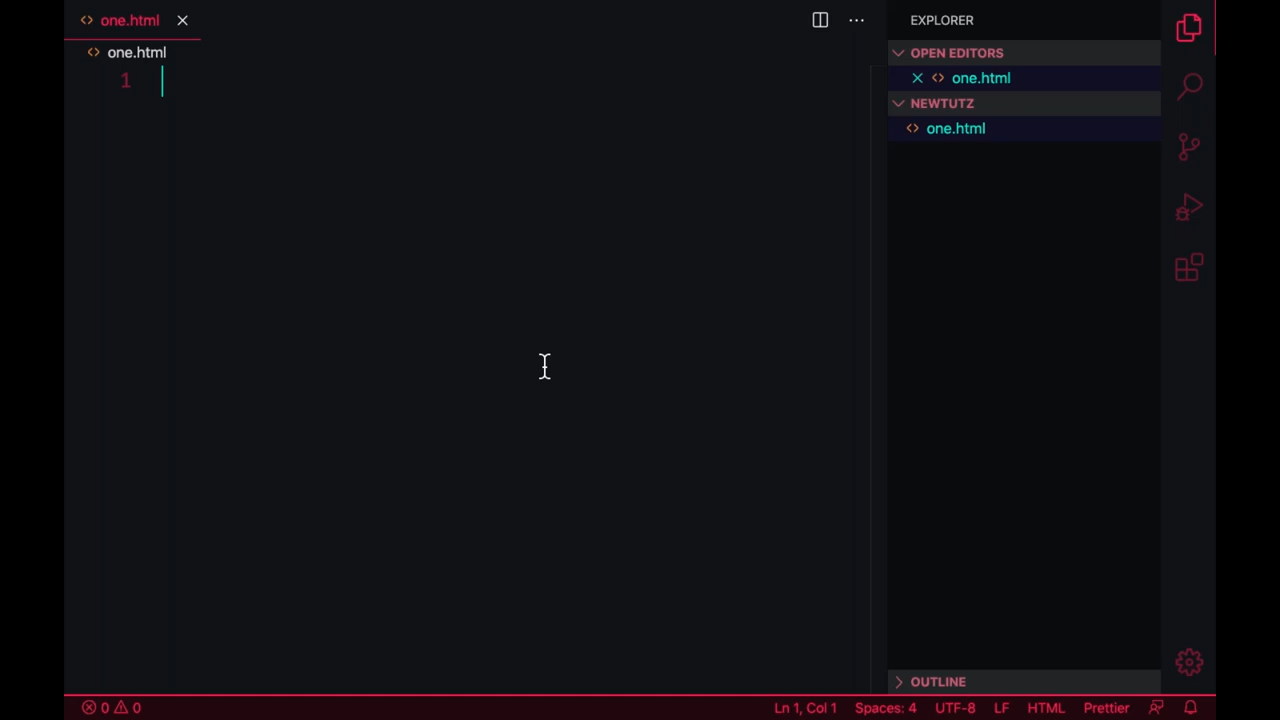 one.html
one.html
1
EXPLORER
OPEN EDITORS
one.html
NEWTUTZ
one.html
OUTLINE
0 0
Ln 1, Col 1 Spaces: 4 UTF-8 LF HTML Prettier